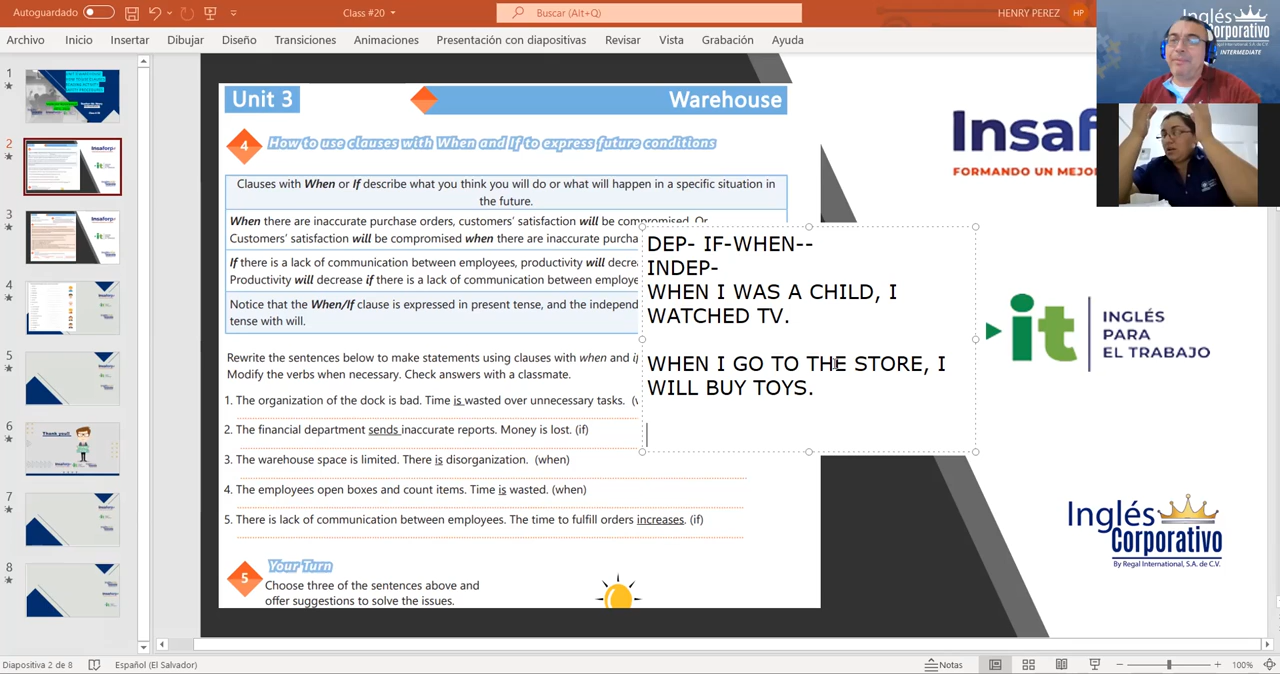 Autoguardado
Class #20
Buscar (Alt+Q)
HENRY PEREZ
HP
Archivo
Inicio
Insertar
Dibujar
Diseño
Transiciones
Animaciones
Presentación con diapositivas
Revisar
Vista
Grabación
Ayuda
Inglés
Corporativo
Regal International, S.A. de C.V.
INTERMEDIATE
1
2
3
4
5
6
7
8
Unit 3
Warehouse
4
How to use clauses with When and If to express future conditions
Clauses with When or If describe what you think you will do or what will happen in a specific situation in
the future.
When there are inaccurate purchase orders, customers' satisfaction will be compromised. Or
Customers' satisfaction will be compromised when there are inaccurate purcha
If there is a lack of communication between employees, productivity will decre
Productivity will decrease if there is a lack of communication between employe
Notice that the When/If clause is expressed in present tense, and the independ
tense with will.
Rewrite the sentences below to make statements using clauses with when and i
Modify the verbs when necessary. Check answers with a classmate.
1. The organization of the dock is bad. Time is wasted over unnecessary tasks.
2. The financial department sends inaccurate reports. Money is lost. (if)
3. The warehouse space is limited. There is disorganization. (when)
4. The employees open boxes and count items. Time is wasted. (when)
5. There is lack of communication between employees. The time to fulfill orders increases. (if)
5
Your Turn
Choose three of the sentences above and
offer suggestions to solve the issues.
DEP- IF-WHEN--
INDEP-
WHEN I WAS A CHILD, I
WATCHED TV.
WHEN I GO TO THE STORE, I
WILL BUY TOYS.
Insaf
FORMANDO UN MEJO
it
INGLÉS
PARA
EL TRABAJO
Inglés
Corporativo
By Regal International, S.A. de C.V.
Diapositiva 2 de 8
Español (El Salvador)
Notas
100%